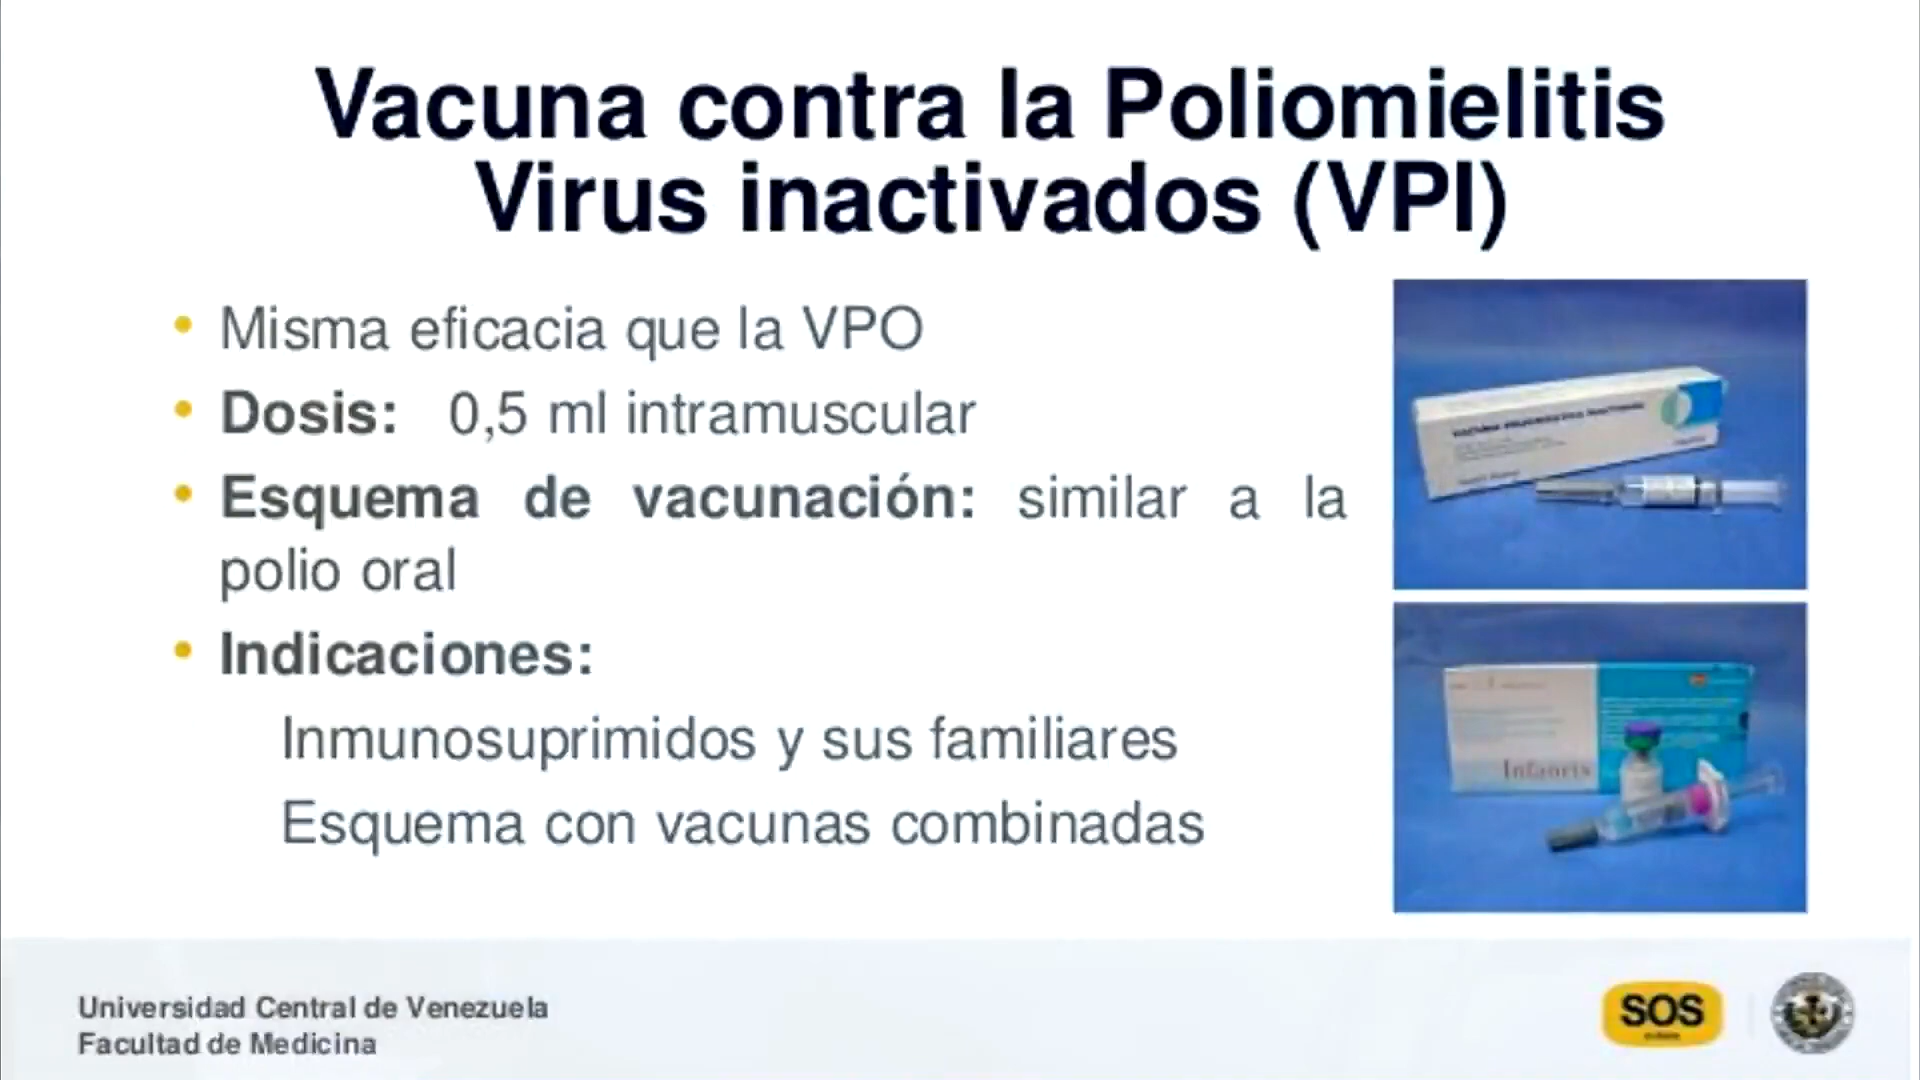 Vacuna contra la Poliomielitis
Virus inactivados (VPI)
• Misma eficacia que la VPO
• Dosis: 0,5 ml intramuscular
• Esquema de vacunación: similar a la
polio oral
• Indicaciones:
Inmunosuprimidos y sus familiares
Esquema con vacunas combinadas
Infanrix
Universidad Central de Venezuela
Facultad de Medicina
SOS